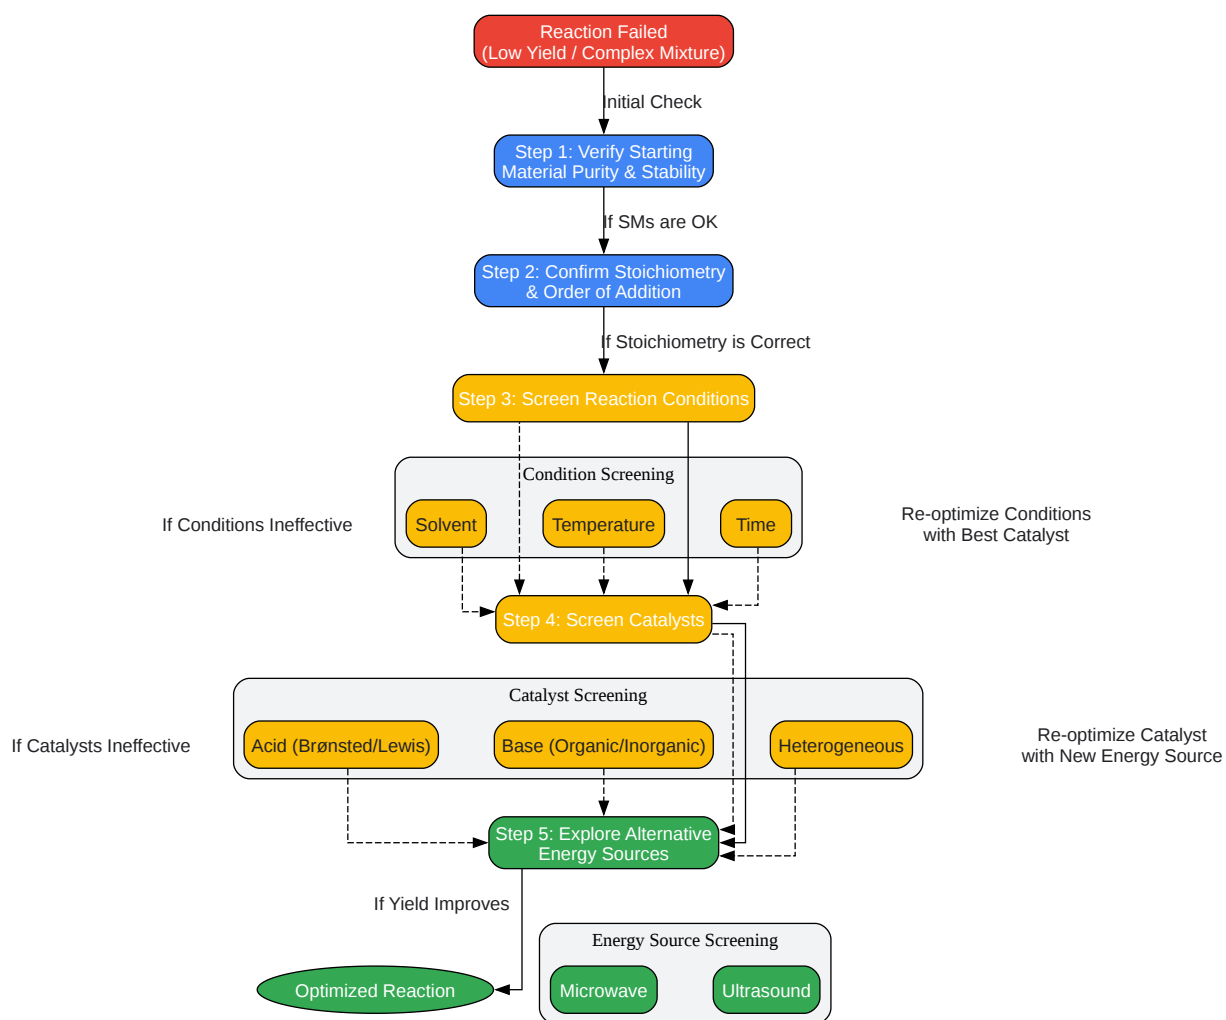 Reaction Failed
(Low Yield / Complex Mixture)
Initial Check
Step 1: Verify Starting
Material Purity & Stability
If SMs are OK
Step 2: Confirm Stoichiometry
& Order of Addition
If Stoichiometry is Correct
Step 3: Screen Reaction Conditions
Condition Screening
Solvent
Temperature
Time
If Conditions Ineffective
Re-optimize Conditions
with Best Catalyst
Step 4: Screen Catalysts
Catalyst Screening
Acid (Brønsted/Lewis)
Base (Organic/Inorganic)
Heterogeneous
If Catalysts Ineffective
Re-optimize Catalyst
with New Energy Source
Step 5: Explore Alternative
Energy Sources
If Yield Improves
Energy Source Screening
Optimized Reaction
Microwave
Ultrasound